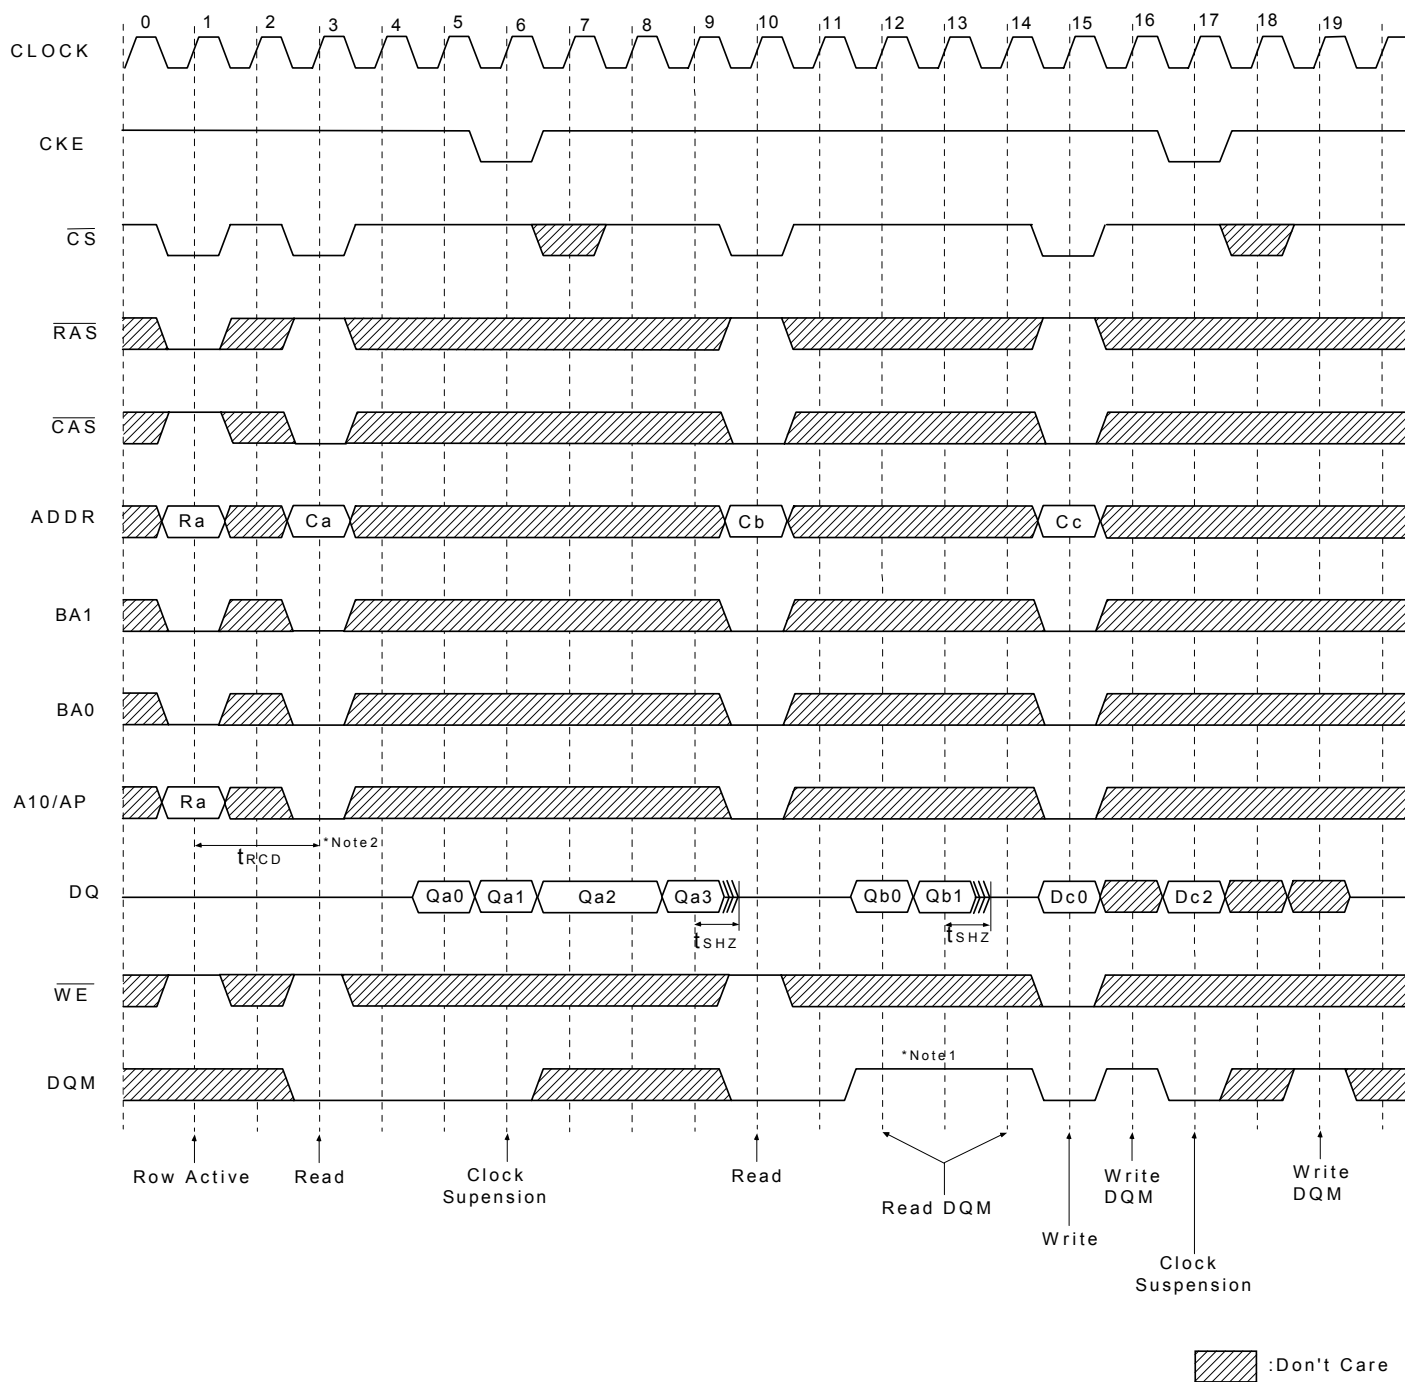 0 1 2 3 4 5 6 7 8 9 10 11 12 13 14 15 16 17 18 19
CLOCK
CKE
CS
RAS
CAS
ADDR Ra Ca Cb Cc
BA1
BA0
A10/AP Ra
tRCD *Note2
DQ Qa0 Qa1 Qa2 Qa3 Qb0 Qb1 Dc0 Dc2
tSHZ tSHZ
WE
*Note1
DQM
Row Active Read Clock Supension Read Read DQM Write Write DQM Clock Suspension Write DQM
:Don't Care